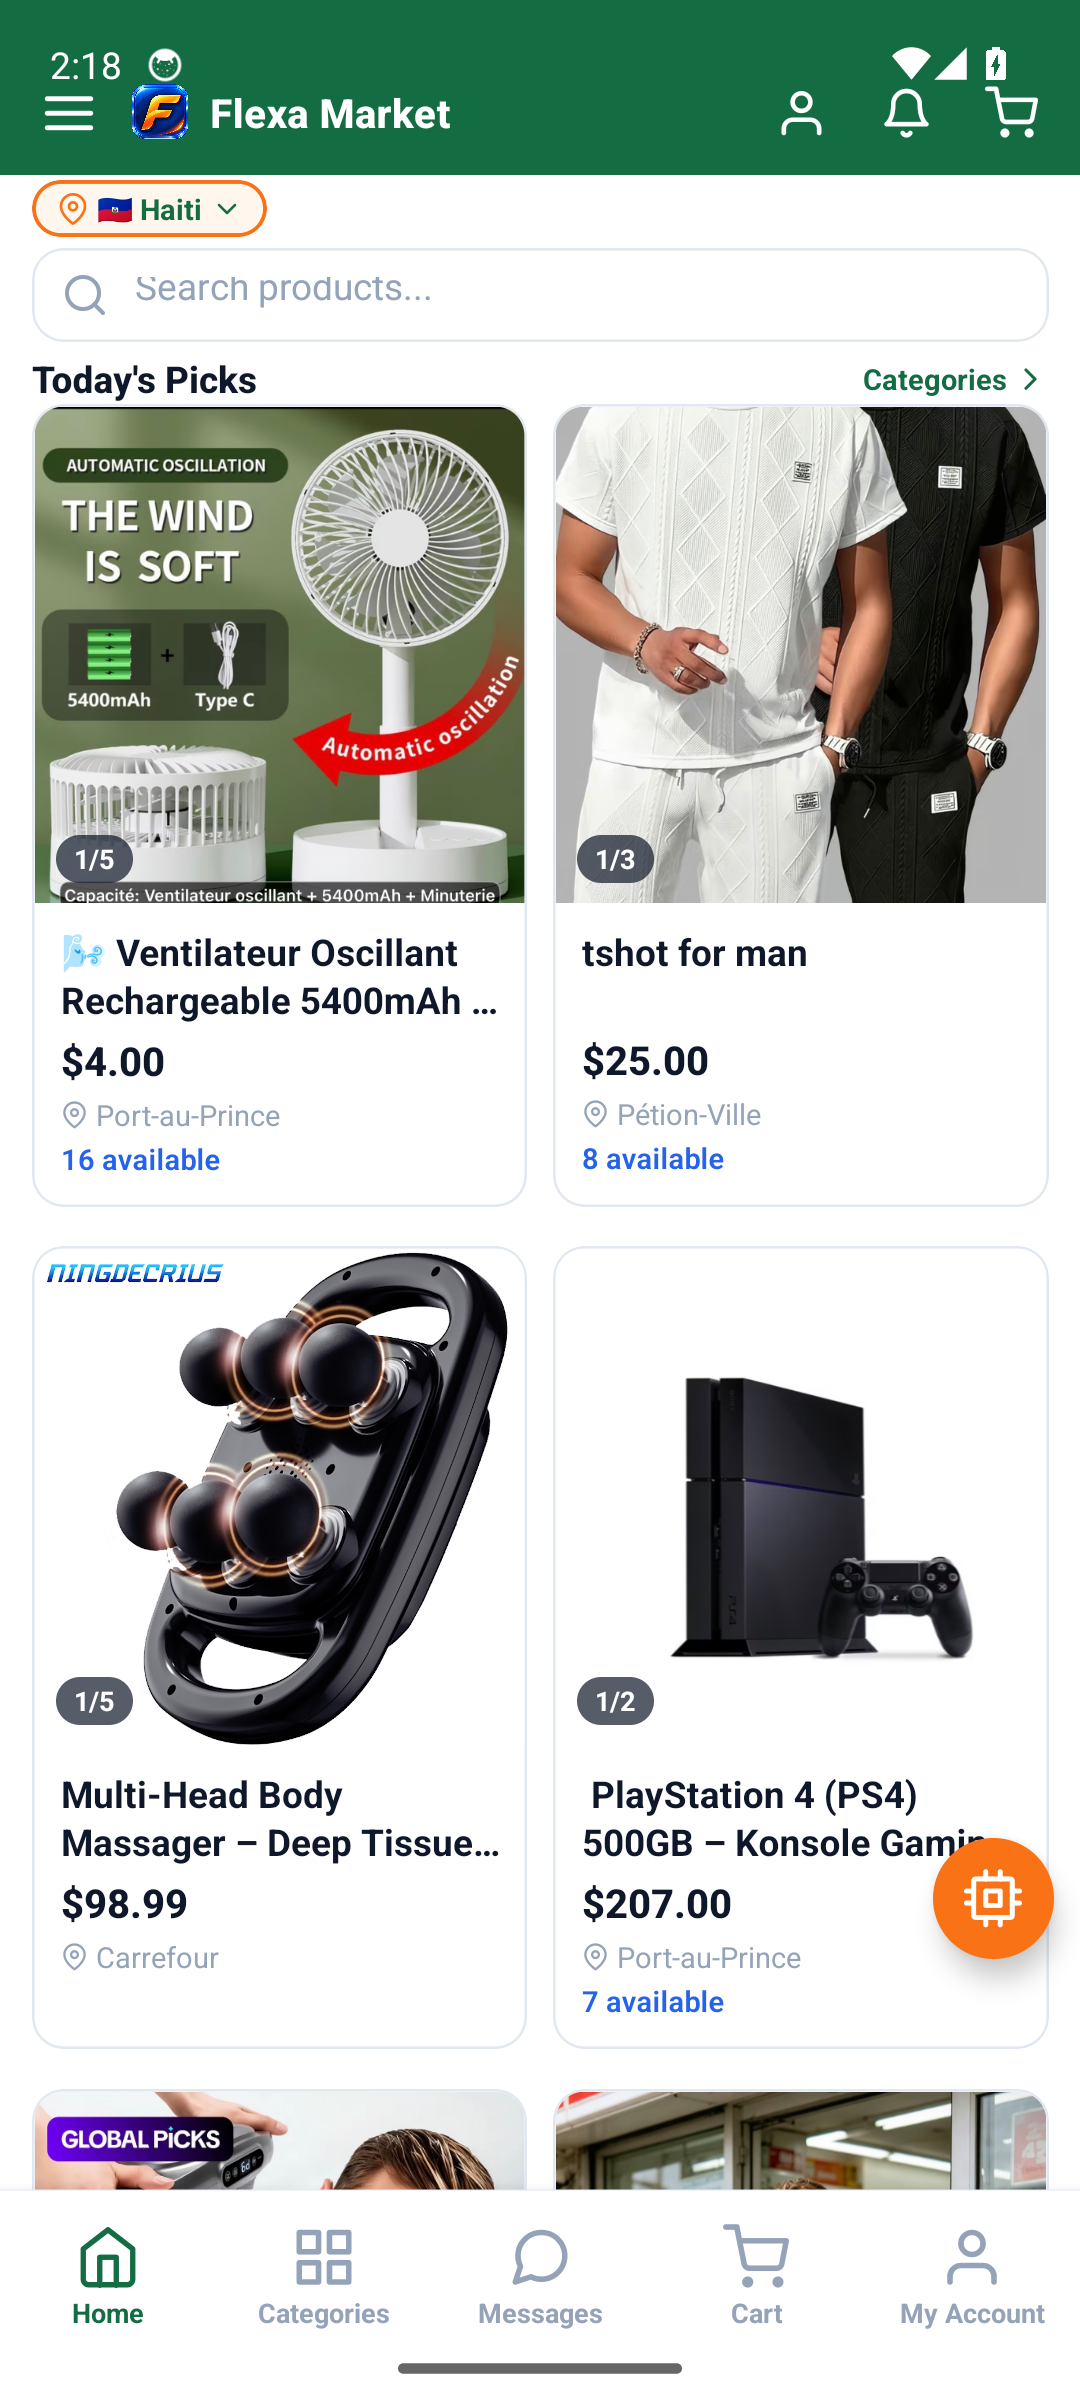 2:18
Flexa Market
Haiti
Search products...
Today's Picks
Categories
AUTOMATIC OSCILLATION
THE WIND
IS SOFT
5400mAh
+
Type C
Automatic oscillation
1/5
Capacité: Ventilateur oscillant + 5400mAh + Minuterie
1/3
🌬️ Ventilateur Oscillant
Rechargeable 5400mAh ...
$4.00
Port-au-Prince
16 available
tshot for man
$25.00
Pétion-Ville
8 available
NINGDECRIUS
1/5
1/2
Multi-Head Body
Massager – Deep Tissue...
$98.99
Carrefour
PlayStation 4 (PS4)
500GB – Konsole Gamin
$207.00
Port-au-Prince
7 available
GLOBAL PICKS
Home
Categories
Messages
Cart
My Account